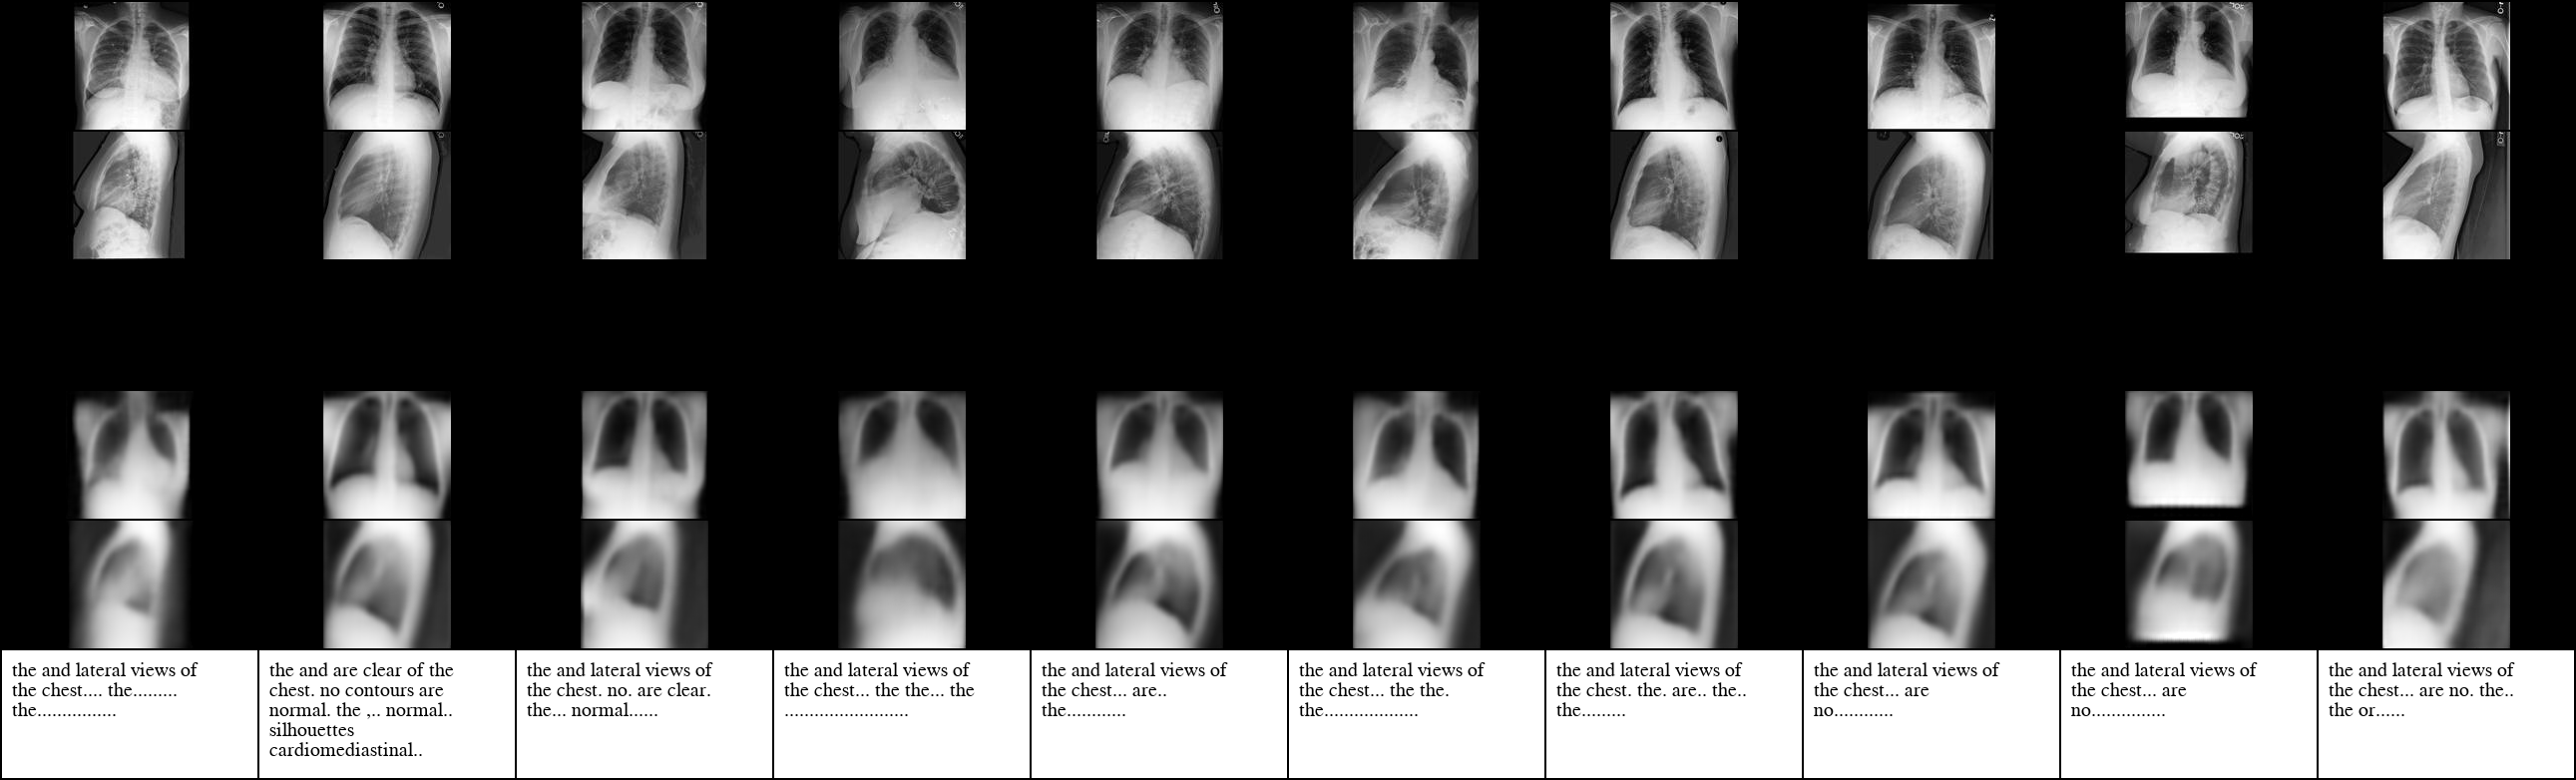 the and lateral views of
the chest.... the.........
the................
the and are clear of the
chest. no contours are
normal. the ,.. normal..
silhouettes
cardiomediastinal..
the and lateral views of
the chest. no. are clear.
the... normal......
the and lateral views of
the chest... the the... the
.........................
the and lateral views of
the chest... are..
the............
the and lateral views of
the chest... the the.
the...................
the and lateral views of
the chest. the. are.. the..
the.........
the and lateral views of
the chest... are
no............
the and lateral views of
the chest... are
no...............
the and lateral views of
the chest... are no. the..
the or......